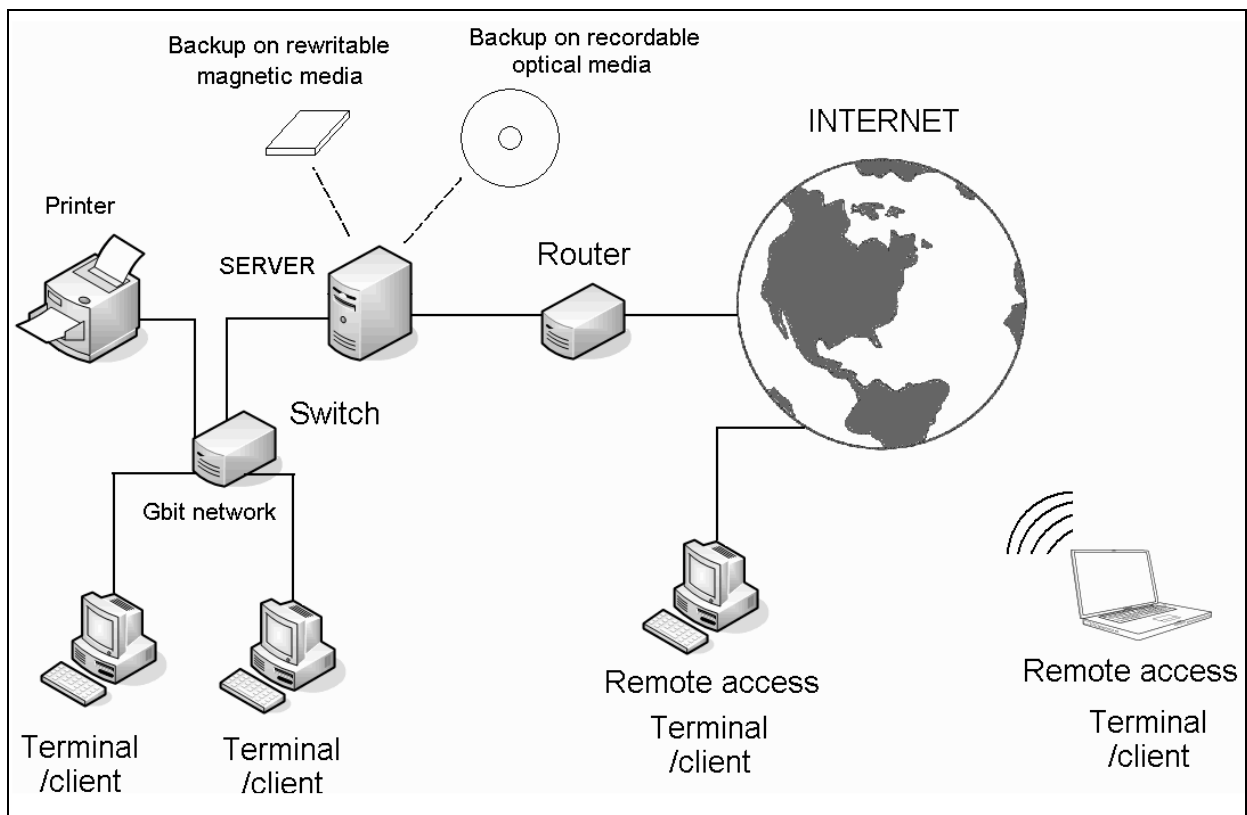 Backup on rewritable
magnetic media
Backup on recordable
optical media
INTERNET
Printer
SERVER
Router
Switch
Gbit network
Terminal
/client
Terminal
/client
Remote access
Terminal
/client
Remote access
Terminal
/client